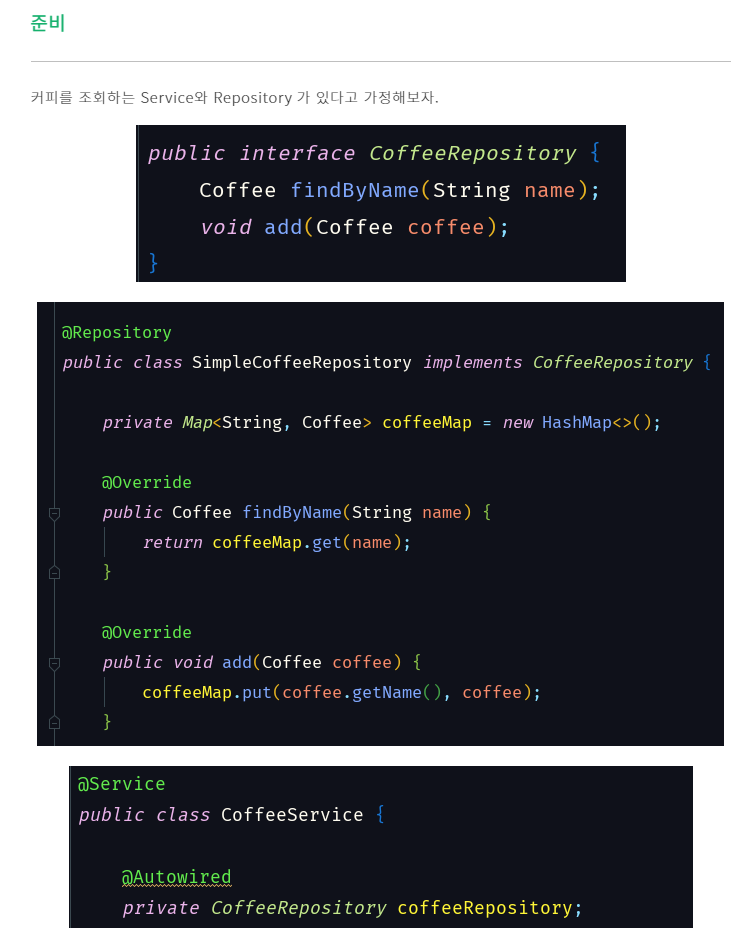 준비
커피를 조회하는 Service와 Repository 가 있다고 가정해보자.
public interface CoffeeRepository {
    Coffee findByName(String name);
    void add(Coffee coffee);
}
@Repository
public class SimpleCoffeeRepository implements CoffeeRepository {
    private Map<String, Coffee> coffeeMap = new HashMap<>();
    @Override
    public Coffee findByName(String name) {
        return coffeeMap.get(name);
    }
    @Override
    public void add(Coffee coffee) {
        coffeeMap.put(coffee.getName(), coffee);
    }
@Service
public class CoffeeService {
    @Autowired
    private CoffeeRepository coffeeRepository;